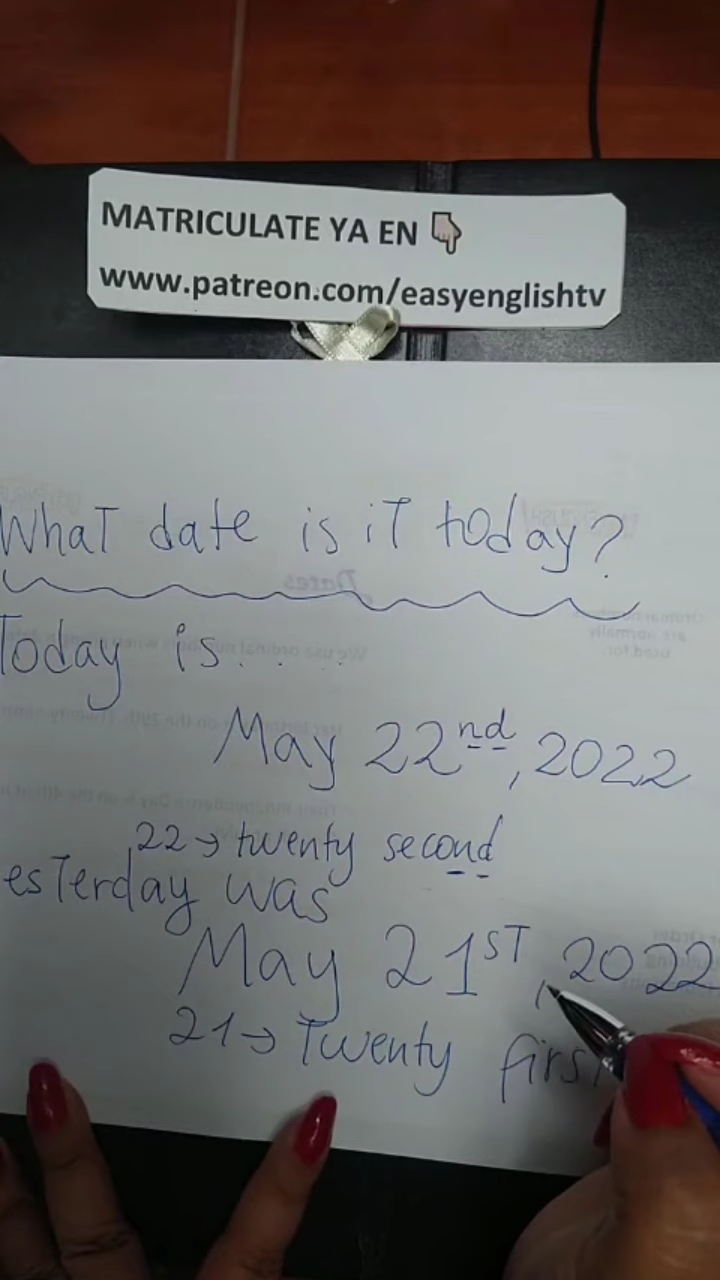 MATRICULATE YA EN 👇
www.patreon.com/easyenglishtv
What date is it today?
Today is...
May 22nd, 2022
22→ twenty second
esterday was
May 21ST, 2022
21→ Twenty first
Dates